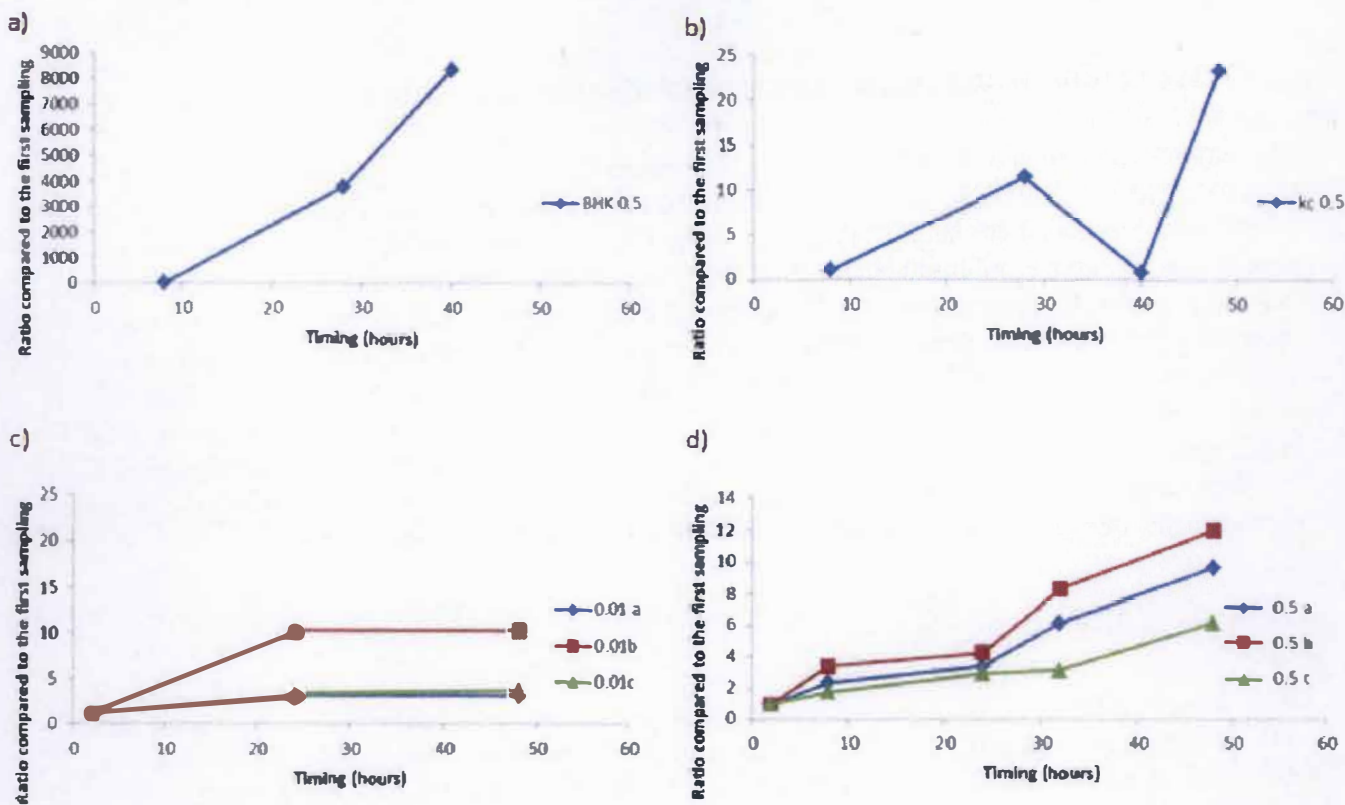 a)
Ratio compared to the first sampling
9000
8000
7000
6000
5000
4000
3000
2000
1000
0
0 10 20 30 40 50 60
Timing (hours)
BHK 0.5
b)
Ratio compared to the first sampling
25
20
15
10
5
0
0 10 20 30 40 50 60
Timing (hours)
kc 0.5
c)
Ratio compared to the first sampling
25
20
15
10
5
0
0 10 20 30 40 50 60
Timing (hours)
0.01 a
0.01b
0.01c
d)
Ratio compared to the first sampling
14
12
10
8
6
4
2
0
0 10 20 30 40 50 60
Timing (hours)
0.5 a
0.5 b
0.5 c